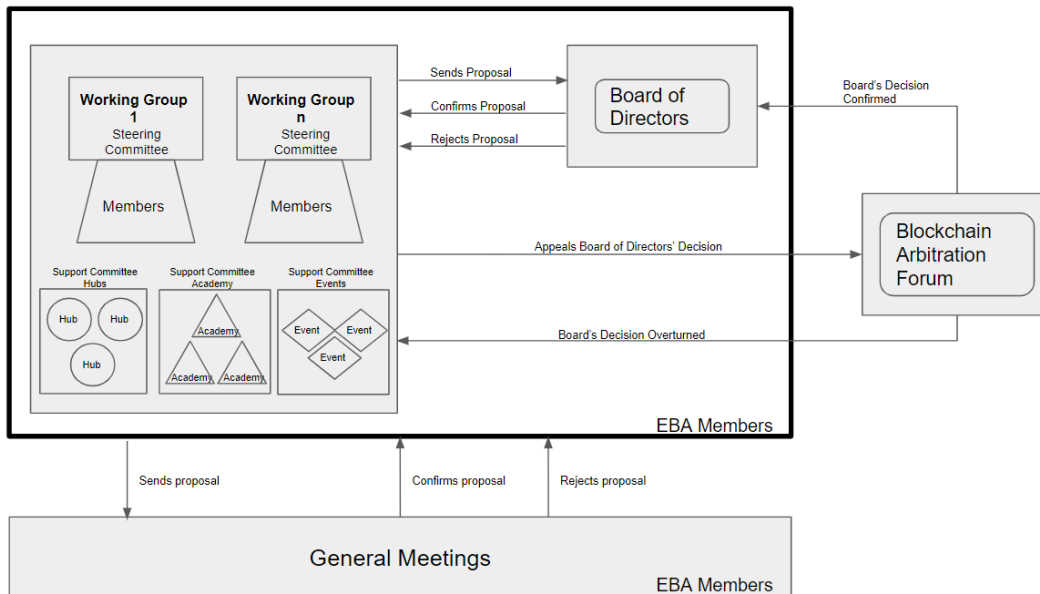 Working Group
1
Steering
Committee
Members
Working Group
n
Steering
Committee
Members
Sends Proposal
Confirms Proposal
Rejects Proposal
Board of
Directors
Board's Decision
Confirmed
Blockchain
Arbitration
Forum
Appeals Board of Directors' Decision
Board's Decision Overturned
Support Committee
Hubs
Hub
Hub
Hub
Support Committee
Academy
Academy
Academy
Academy
Support Committee
Events
Event
Event
Event
EBA Members
Sends proposal
Confirms proposal
Rejects proposal
General Meetings
EBA Members